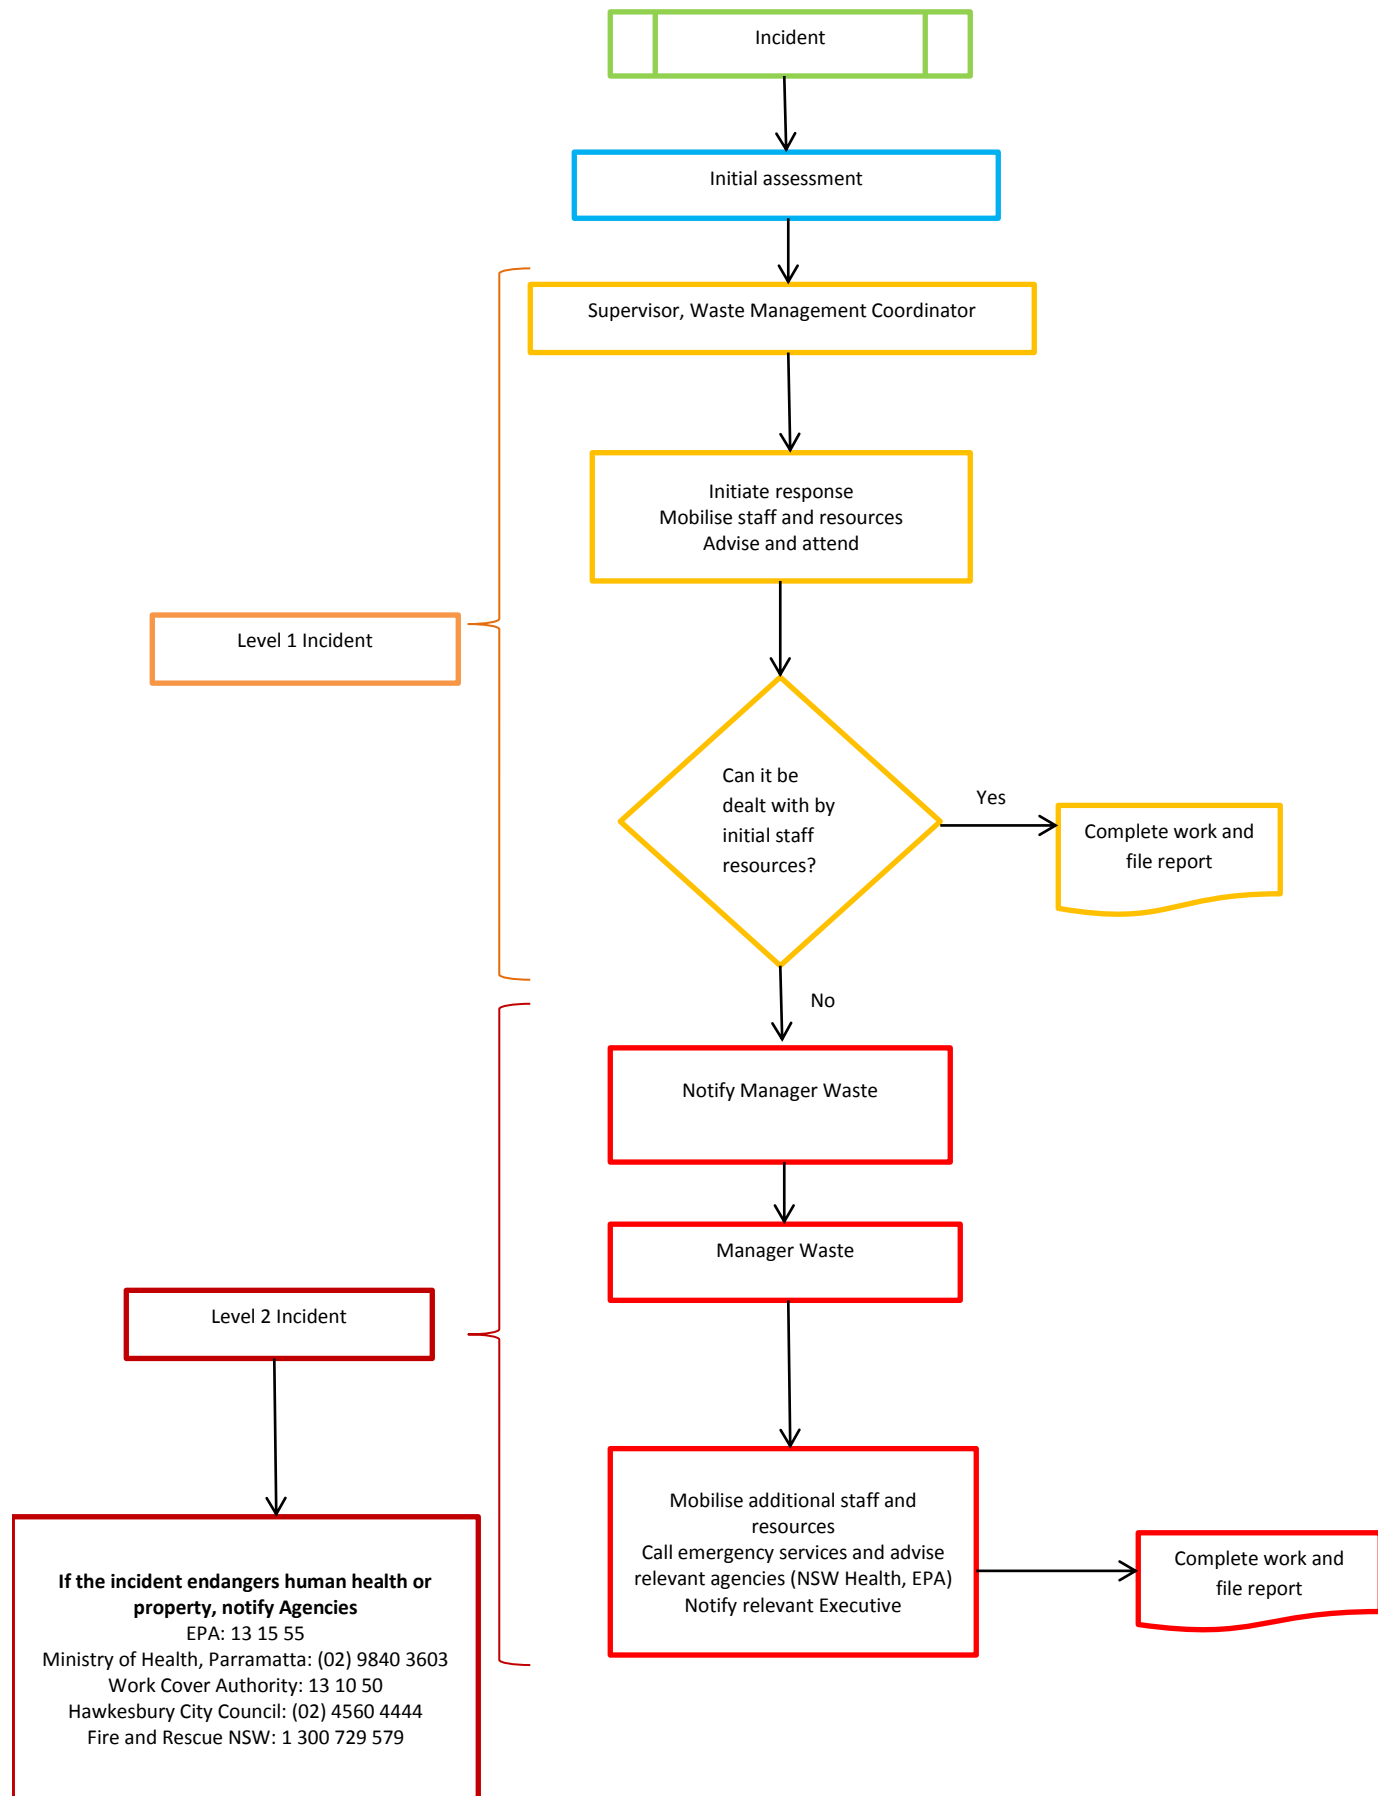 Incident
Initial assessment
Supervisor, Waste Management Coordinator
Initiate response
Mobilise staff and resources
Advise and attend
Level 1 Incident
Can it be
dealt with by
initial staff
resources?
Yes
Complete work and
file report
No
Notify Manager Waste
Manager Waste
Level 2 Incident
Mobilise additional staff and
resources
Call emergency services and advise
relevant agencies (NSW Health, EPA)
Notify relevant Executive
Complete work and
file report
If the incident endangers human health or
property, notify Agencies
EPA: 13 15 55
Ministry of Health, Parramatta: (02) 9840 3603
Work Cover Authority: 13 10 50
Hawkesbury City Council: (02) 4560 4444
Fire and Rescue NSW: 1 300 729 579